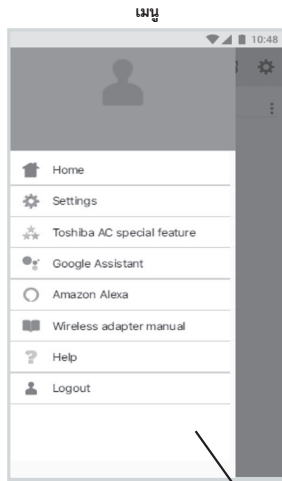 เมนู
10:48
Home
Settings
Toshiba AC special feature
Google Assistant
Amazon Alexa
Wireless adapter manual
Help
Logout